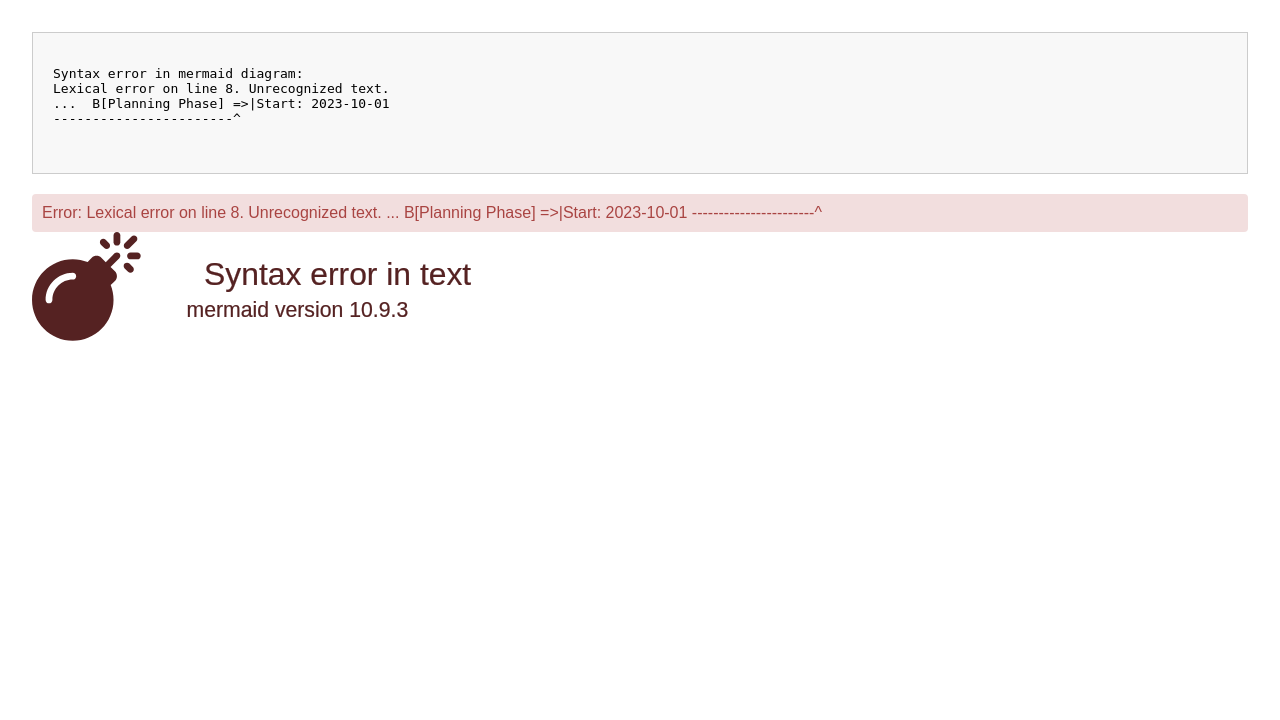 Syntax error in mermaid diagram:
Lexical error on line 8. Unrecognized text.
...  B[Planning Phase] =>|Start: 2023-10-01
-----------------------^
Error: Lexical error on line 8. Unrecognized text. ... B[Planning Phase] =>|Start: 2023-10-01 -----------------------^
Syntax error in text
mermaid version 10.9.3